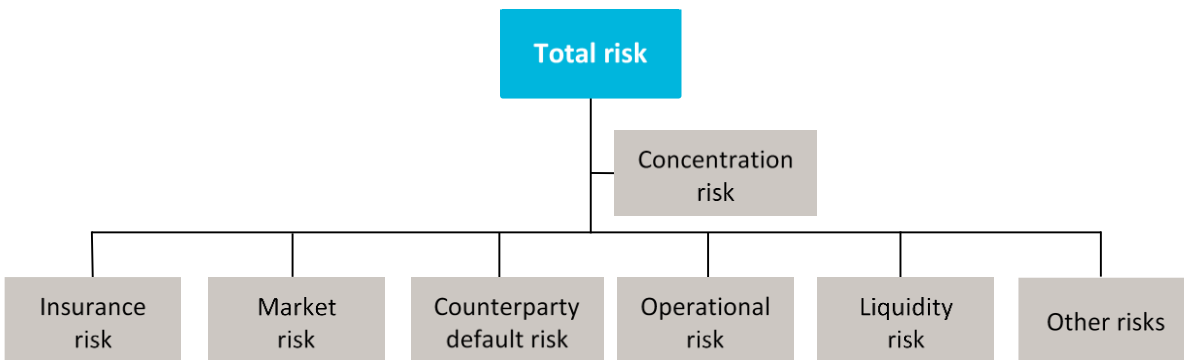 Total risk
Concentration
risk
Insurance
risk
Market
risk
Counterparty
default risk
Operational
risk
Liquidity
risk
Other risks